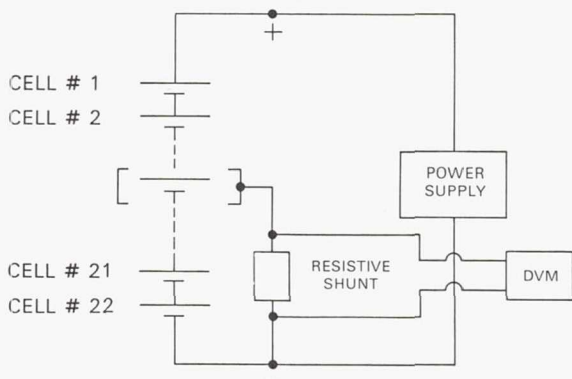 +
CELL # 1
CELL # 2
POWER
SUPPLY
CELL # 21
RESISTIVE
SHUNT
DVM
CELL # 22